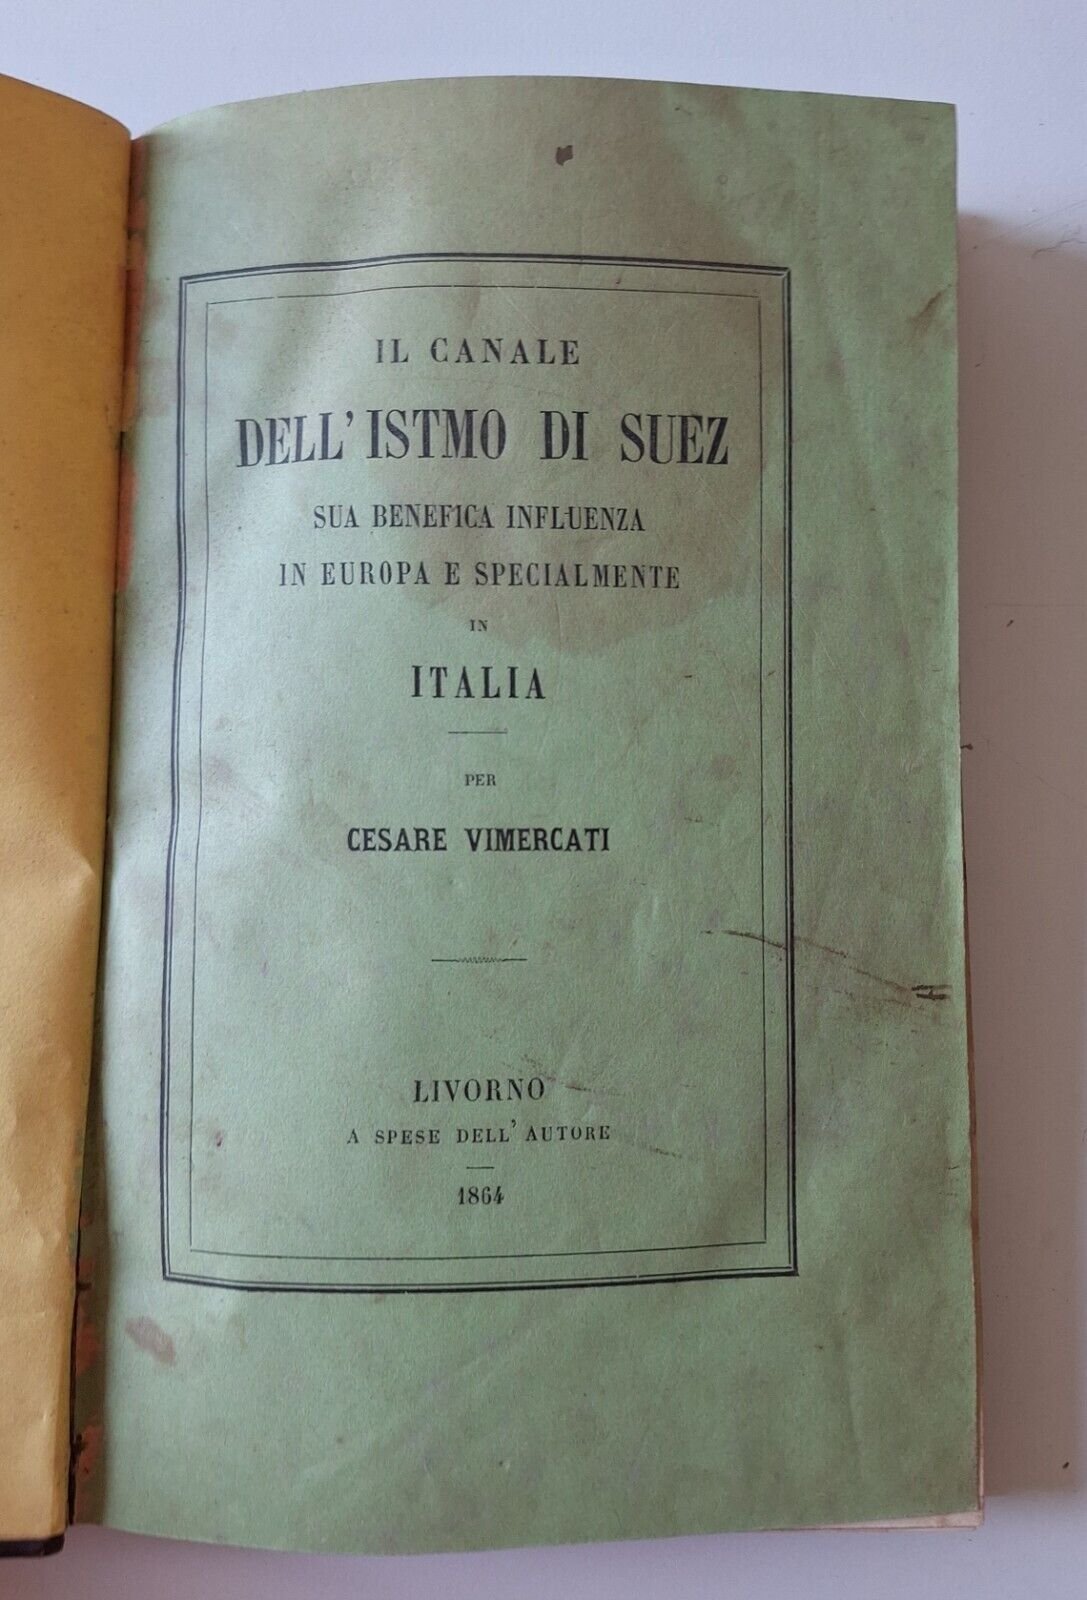 IL CANALE
DELL'ISTMO DI SUEZ
SUA BENEFICA INFLUENZA
IN EUROPA E SPECIALMENTE
IN
ITALIA
PER
CESARE VIMERCATI
LIVORNO
A SPESE DELL'AUTORE
1864